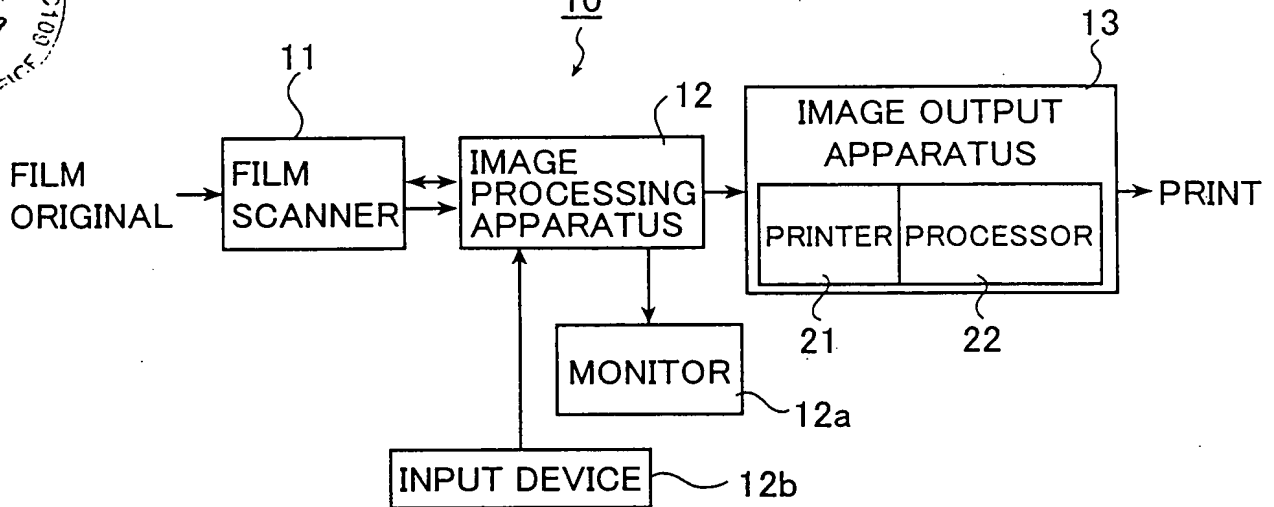 10
11
FILM
ORIGINAL
FILM
SCANNER
12
IMAGE
PROCESSING
APPARATUS
13
IMAGE OUTPUT
APPARATUS
PRINTER
PROCESSOR
PRINT
21
22
MONITOR
12a
INPUT DEVICE
12b